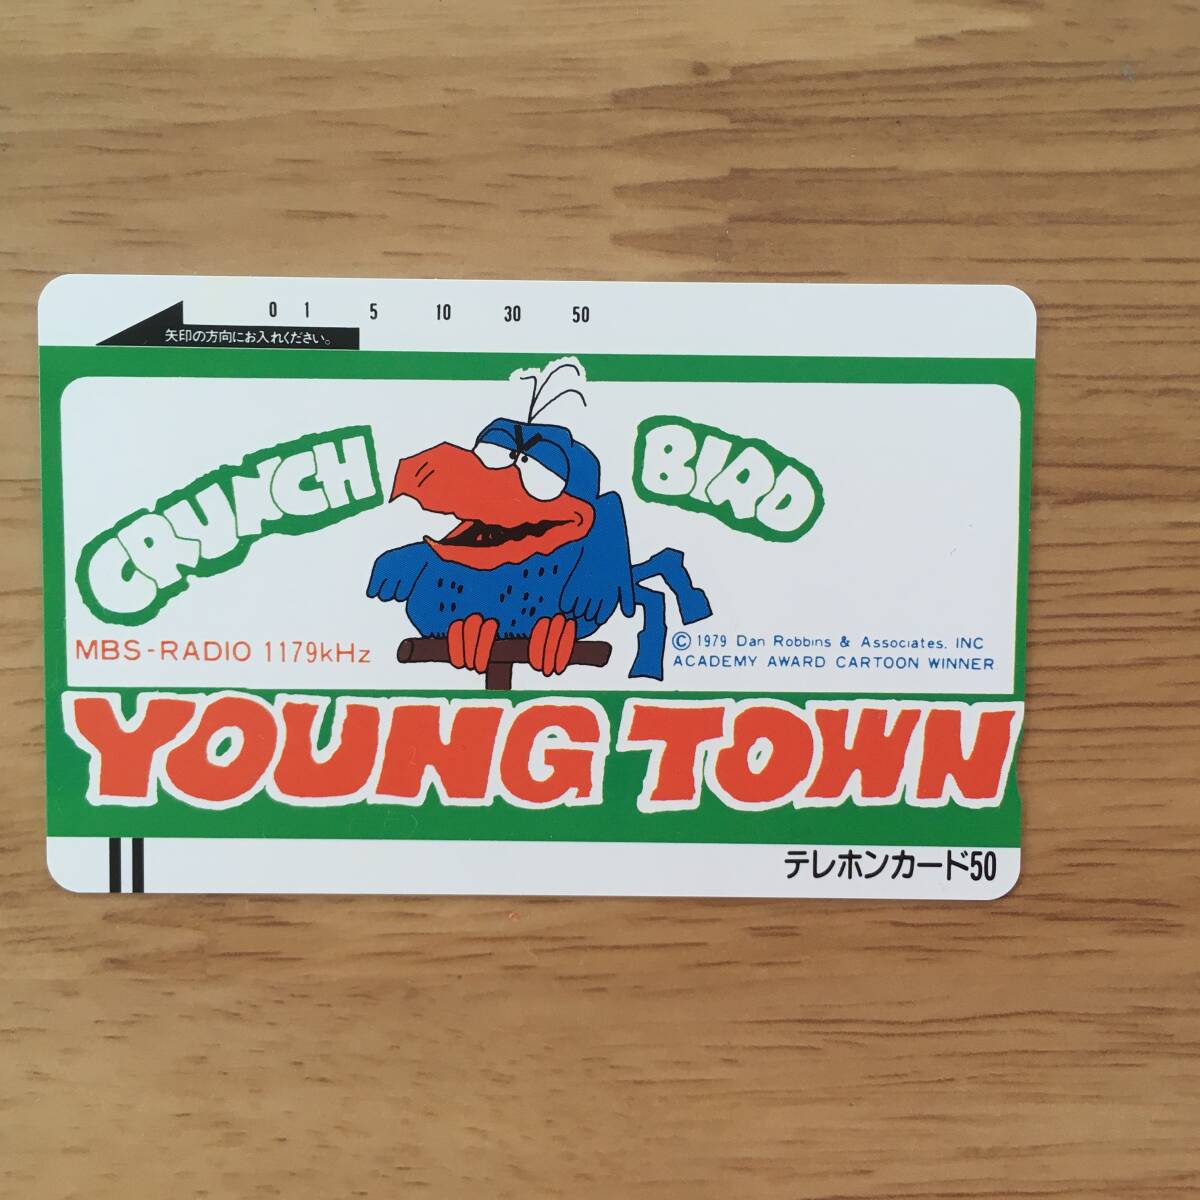 0 1 5 10 30 50
矢印の方向にお入れください。
CRUNCH BIRD
MBS-RADIO 1179kHz
© 1979 Dan Robbins & Associates. INC
ACADEMY AWARD CARTOON WINNER
YOUNG TOWN
テレホンカード50